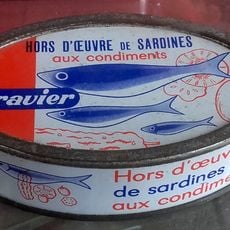 HORS D'ŒUVRE DE SARDINES
aux condiments
ravier
Hors d'œuv
de sardines
aux condime